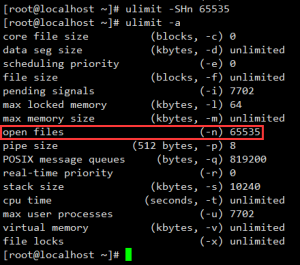 [root@localhost ~]# ulimit -SHn 65535
[root@localhost ~]# ulimit -a
core file size          (blocks, -c) 0
data seg size           (kbytes, -d) unlimited
scheduling priority             (-e) 0
file size               (blocks, -f) unlimited
pending signals                 (-i) 7702
max locked memory       (kbytes, -l) 64
max memory size         (kbytes, -m) unlimited
open files                      (-n) 65535
pipe size            (512 bytes, -p) 8
POSIX message queues     (bytes, -q) 819200
real-time priority              (-r) 0
stack size              (kbytes, -s) 10240
cpu time               (seconds, -t) unlimited
max user processes              (-u) 7702
virtual memory          (kbytes, -v) unlimited
file locks                      (-x) unlimited
[root@localhost ~]#